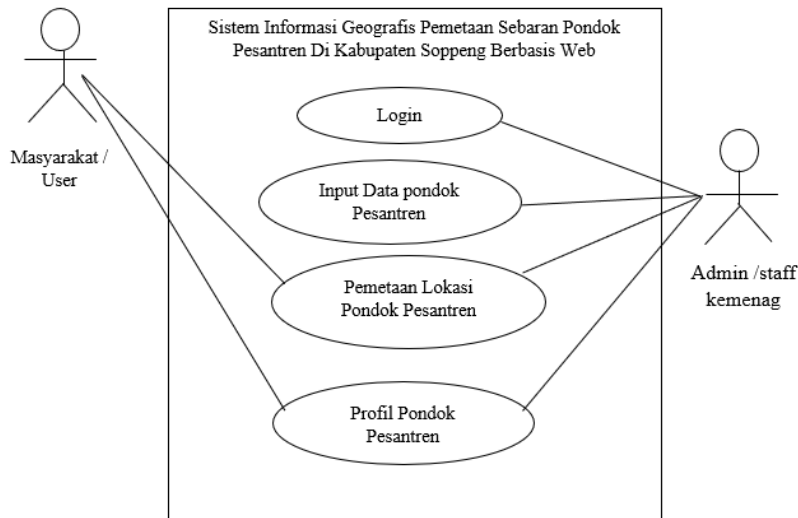 Sistem Informasi Geografis Pemetaan Sebaran Pondok
Pesantren Di Kabupaten Soppeng Berbasis Web
Login
Masyarakat /
User
Input Data pondok
Pesantren
Admin /staff
kemenag
Pemetaan Lokasi
Pondok Pesantren
Profil Pondok
Pesantren